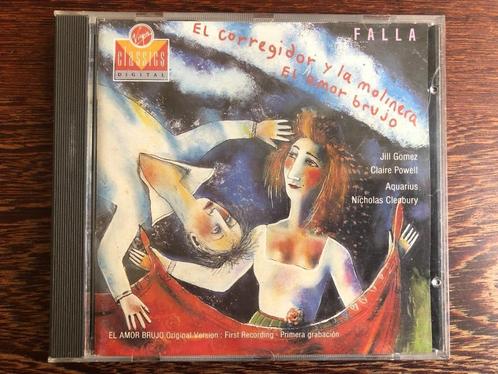 Virgin
classics
DIGITAL
FALLA
El corregidor y la molinera
El amor brujo
Jill Gomez
Claire Powell
Aquarius
Nicholas Cleobury
EL AMOR BRUJO Original Version : First Recording · Primera grabación